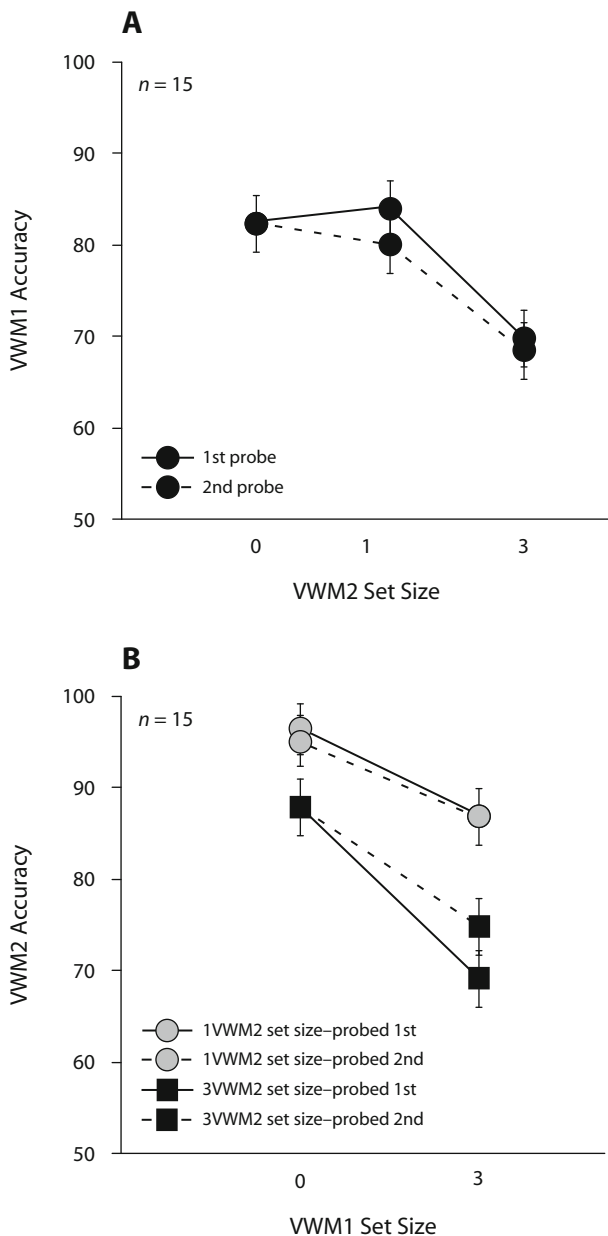 A
100
n = 15
90
80
70
60
50
VWM1 Accuracy
1st probe
2nd probe
0 1 3
VWM2 Set Size
B
100
n = 15
90
80
70
60
50
VWM2 Accuracy
1VWM2 set size–probed 1st
1VWM2 set size–probed 2nd
3VWM2 set size–probed 1st
3VWM2 set size–probed 2nd
0 3
VWM1 Set Size